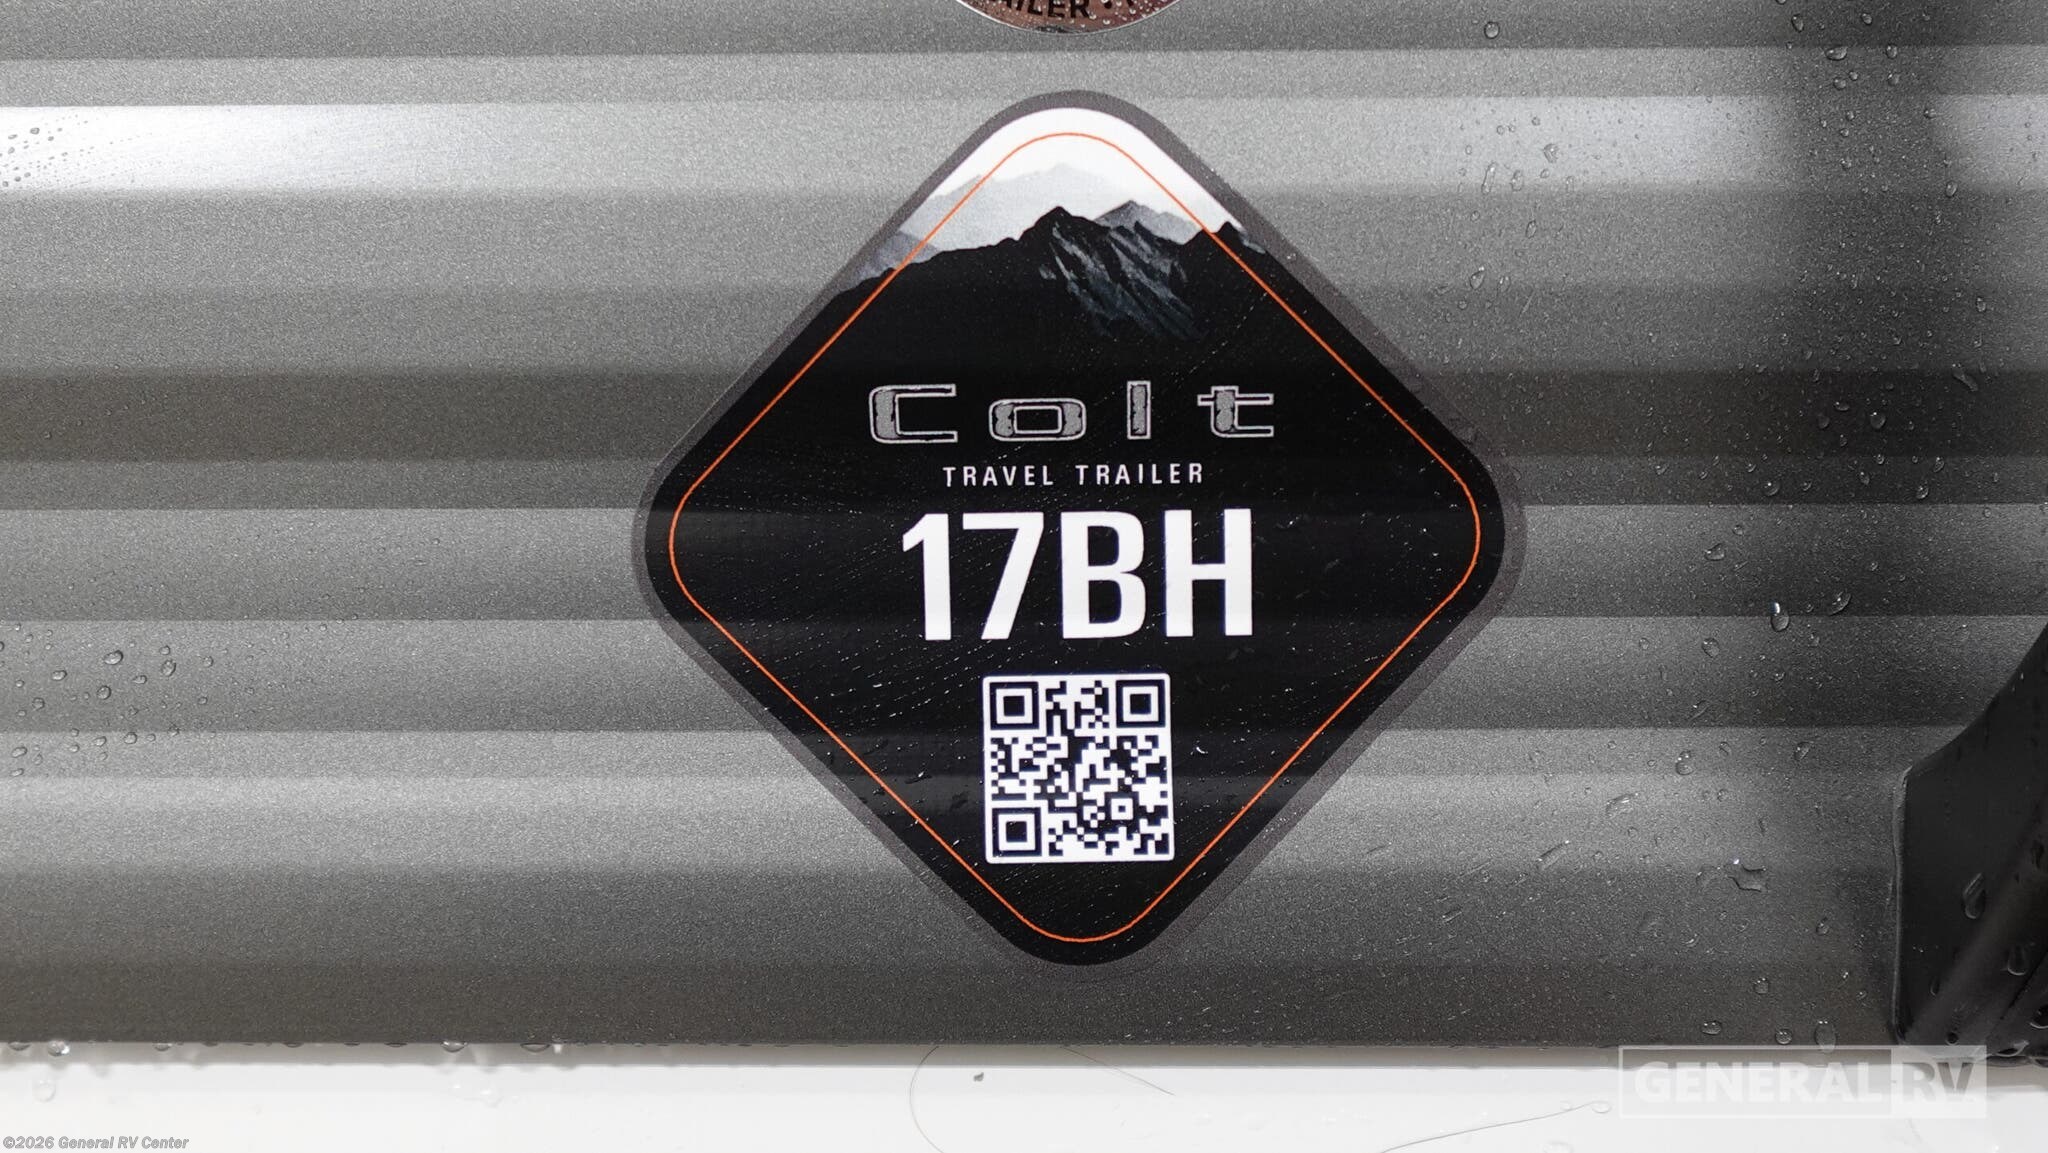 Colt
TRAVEL TRAILER
17BH
GENERAL RV
©2026 General RV Center